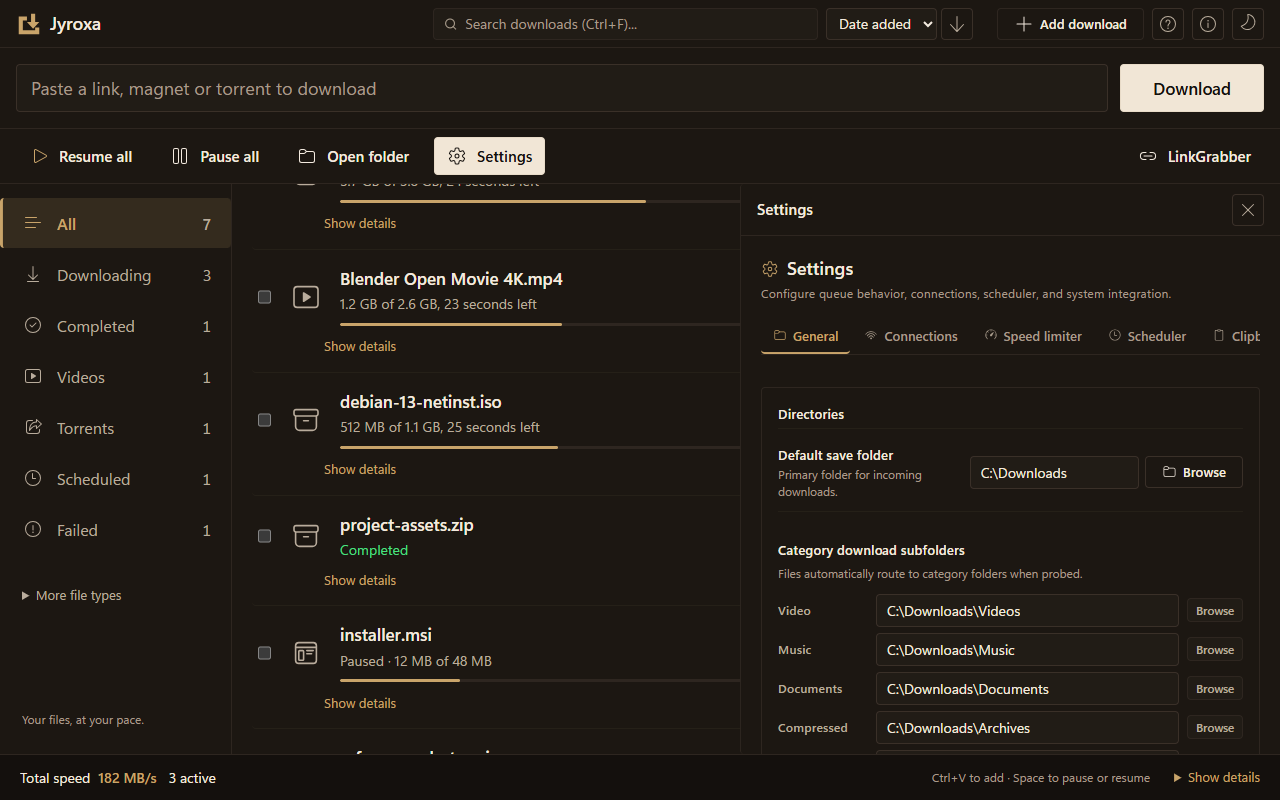 Jyroxa
Search downloads (Ctrl+F)...
Date added
Add download
Paste a link, magnet or torrent to download
Download
Resume all
Pause all
Open folder
Settings
LinkGrabber
All 7
Downloading 3
Completed 1
Videos 1
Torrents 1
Scheduled 1
Failed 1
More file types
Your files, at your pace.
Show details
Blender Open Movie 4K.mp4
1.2 GB of 2.6 GB, 23 seconds left
Show details
debian-13-netinst.iso
512 MB of 1.1 GB, 25 seconds left
Show details
project-assets.zip
Completed
Show details
installer.msi
Paused · 12 MB of 48 MB
Show details
Settings
Settings
Configure queue behavior, connections, scheduler, and system integration.
General Connections Speed limiter Scheduler
Directories
Default save folder
Primary folder for incoming
downloads.
C:\Downloads
Browse
Category download subfolders
Files automatically route to category folders when probed.
Video C:\Downloads\Videos Browse
Music C:\Downloads\Music Browse
Documents C:\Downloads\Documents Browse
Compressed C:\Downloads\Archives Browse
Total speed 182 MB/s 3 active
Ctrl+V to add · Space to pause or resume
Show details